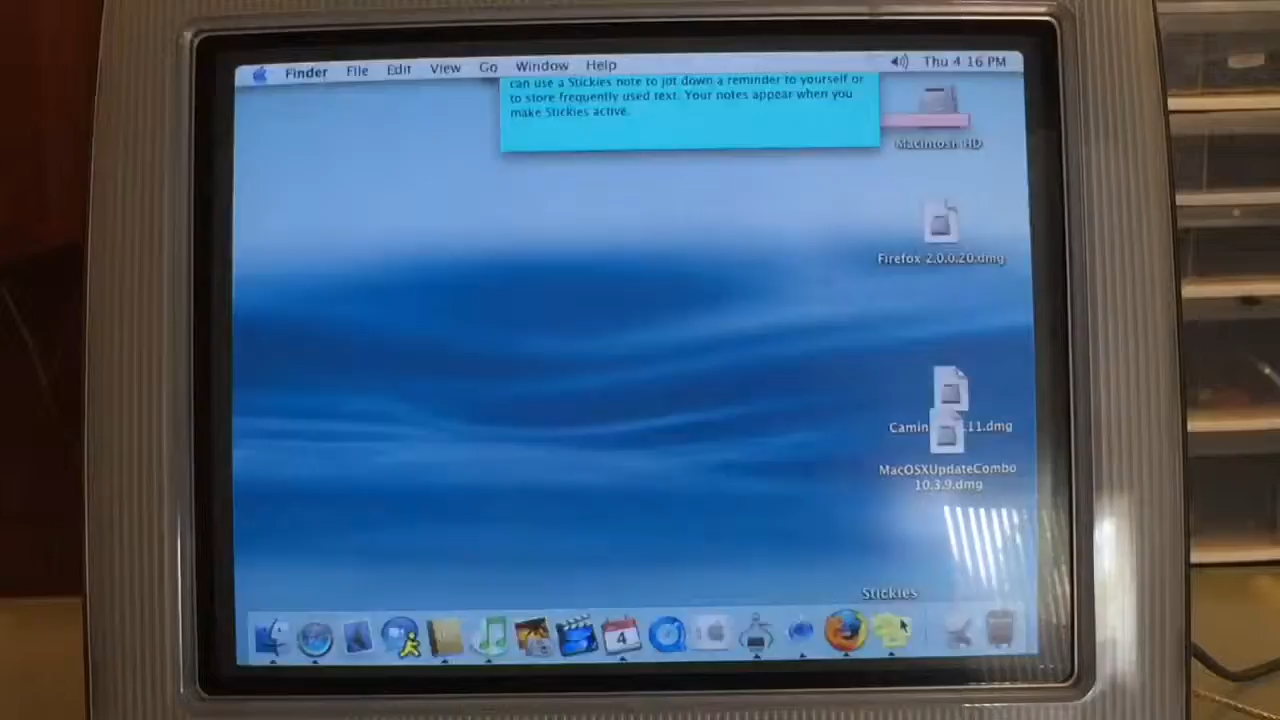 Finder File Edit View Go Window Help Thu 4 16 PM
can use a Stickies note to jot down a reminder to yourself or
to store frequently used text. Your notes appear when you
make Stickies active.
Macintosh HD
Firefox 2.0.0.20.dmg
Camin 11.dmg
MacOSXUpdateCombo
10.3.9.dmg
Stickies
4